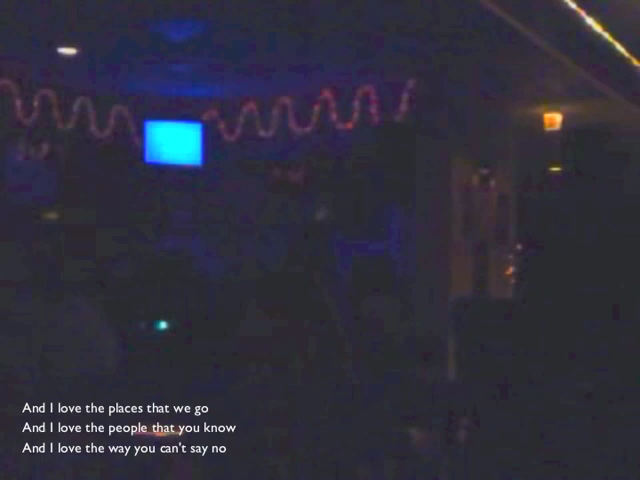 And I love the places that we go
And I love the people that you know
And I love the way you can't say no